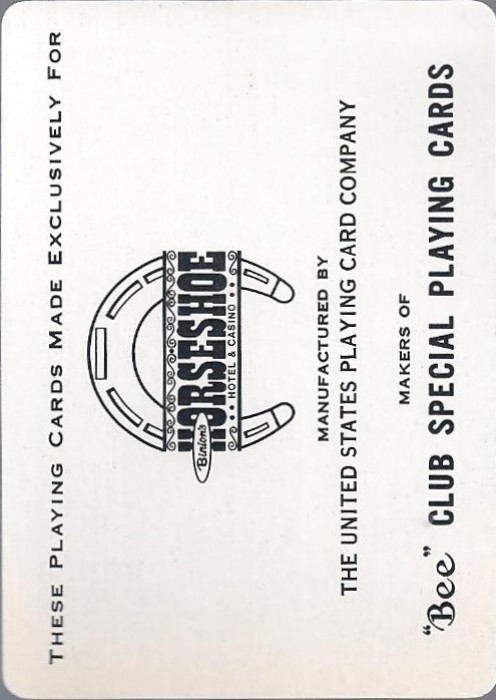 THESE PLAYING CARDS MADE EXCLUSIVELY FOR
Binion's
HORSESHOE
HOTEL & CASINO
MANUFACTURED BY
THE UNITED STATES PLAYING CARD COMPANY
MAKERS OF
"Bee" CLUB SPECIAL PLAYING CARDS